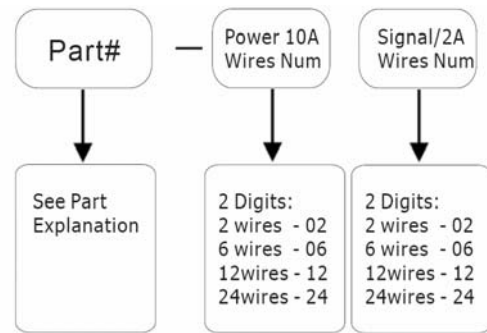 Part#
—
Power 10A
Wires Num
Signal/2A
Wires Num
See Part
Explanation
2 Digits:
2 wires - 02
6 wires - 06
12wires - 12
24wires - 24
2 Digits:
2 wires - 02
6 wires - 06
12wires - 12
24wires - 24